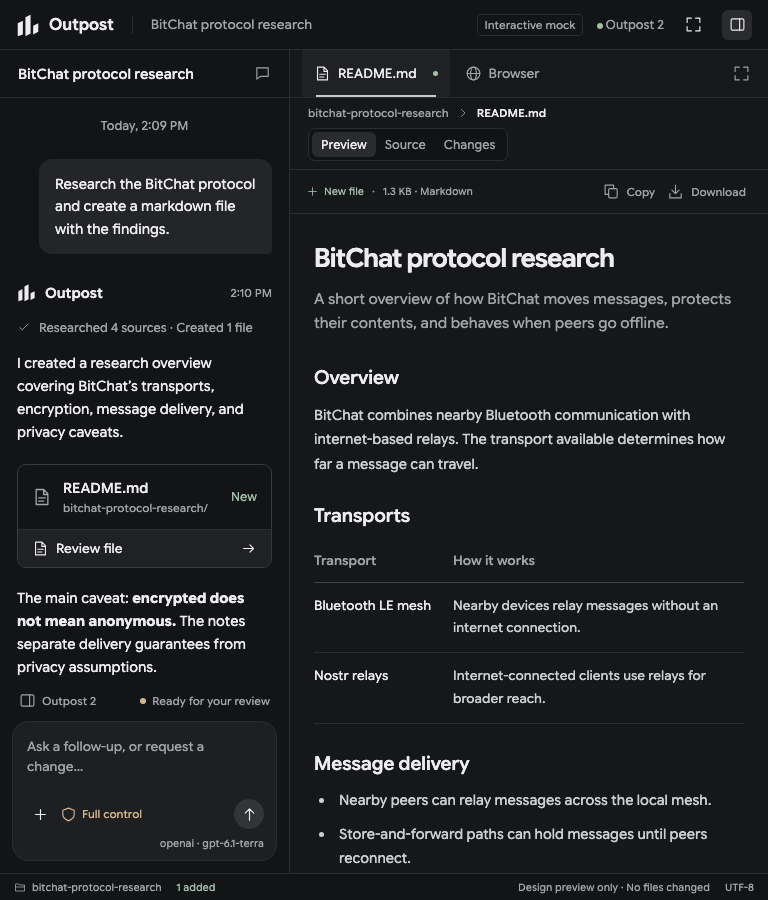 Outpost
BitChat protocol research
Interactive mock
Outpost 2
BitChat protocol research
Today, 2:09 PM
Research the BitChat protocol
and create a markdown file
with the findings.
Outpost
2:10 PM
Researched 4 sources · Created 1 file
I created a research overview
covering BitChat’s transports,
encryption, message delivery, and
privacy caveats.
README.md
bitchat-protocol-research/
New
Review file
The main caveat: encrypted does
not mean anonymous. The notes
separate delivery guarantees from
privacy assumptions.
Outpost 2
Ready for your review
Ask a follow-up, or request a
change...
Full control
openai · gpt-6.1-terra
README.md
Browser
bitchat-protocol-research
README.md
Preview
Source
Changes
New file · 1.3 KB · Markdown
Copy
Download
BitChat protocol research
A short overview of how BitChat moves messages, protects
their contents, and behaves when peers go offline.
Overview
BitChat combines nearby Bluetooth communication with
internet-based relays. The transport available determines how
far a message can travel.
Transports
Transport
How it works
Bluetooth LE mesh
Nearby devices relay messages without an
internet connection.
Nostr relays
Internet-connected clients use relays for
broader reach.
Message delivery
• Nearby peers can relay messages across the local mesh.
• Store-and-forward paths can hold messages until peers
reconnect.
bitchat-protocol-research
1 added
Design preview only · No files changed
UTF-8